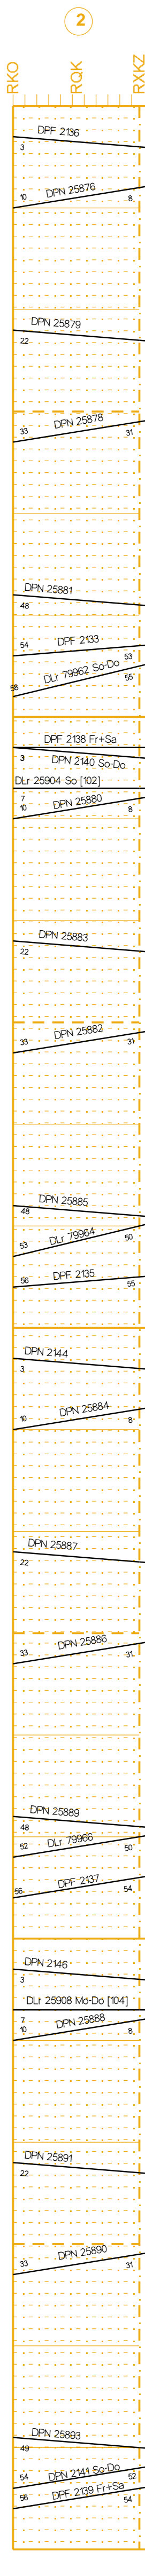 2
RKO RQK RXKZ
DPF 2136
3
DPN 25876
10 8
DPN 25879
22
DPN 25878
33 31
DPN 25881
48
DPF 2133
54 53
DLr 79962 So-Do
58 55
DPF 2138 Fr+Sa
3 DPN 2140 So-Do
DLr 25904 So [102]
7
DPN 25880
10 8
DPN 25883
22
DPN 25882
33 31
DPN 25885
48
DLr 79964
53 50
DPF 2135
56 55
DPN 2144
3
DPN 25884
10 8
DPN 25887
22
DPN 25886
33 31
DPN 25889
48
DLr 79966
52 50
DPF 2137
56 54
DPN 2146
3
DLr 25908 Mo-Do [104]
7
DPN 25888
10 8
DPN 25891
22
DPN 25890
33 31
DPN 25893
49
DPN 2141 So-Do
54 52
DPF 2139 Fr+Sa
56 54